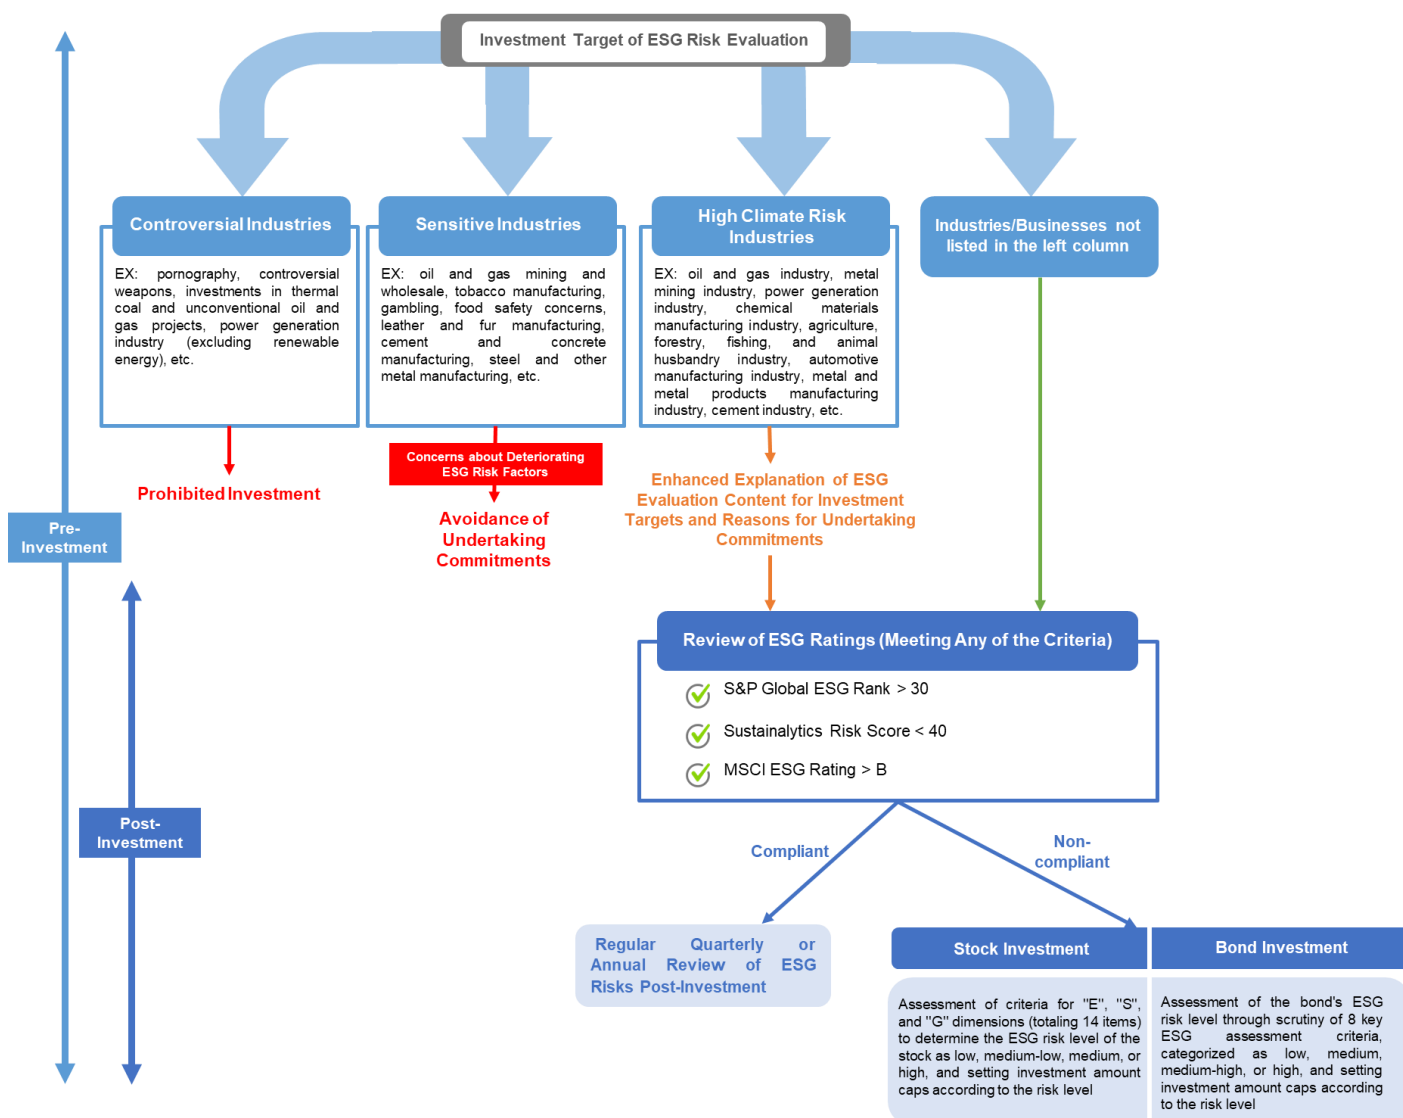 Investment Target of ESG Risk Evaluation
Controversial Industries
EX: pornography, controversial
weapons, investments in thermal
coal and unconventional oil and
gas projects, power generation
industry (excluding renewable
energy), etc.
Prohibited Investment
Sensitive Industries
EX: oil and gas mining and
wholesale, tobacco manufacturing,
gambling, food safety concerns,
leather and fur manufacturing,
cement and concrete
manufacturing, steel and other
metal manufacturing, etc.
Concerns about Deteriorating
ESG Risk Factors
Avoidance of
Undertaking
Commitments
High Climate Risk
Industries
EX: oil and gas industry, metal
mining industry, power generation
industry, chemical materials
manufacturing industry, agriculture,
forestry, fishing, and animal
husbandry industry, automotive
manufacturing industry, metal and
metal products manufacturing
industry, cement industry, etc.
Enhanced Explanation of ESG
Evaluation Content for Investment
Targets and Reasons for Undertaking
Commitments
Industries/Businesses not
listed in the left column
Pre-
Investment
Post-
Investment
Review of ESG Ratings (Meeting Any of the Criteria)
S&P Global ESG Rank > 30
Sustainalytics Risk Score < 40
MSCI ESG Rating > B
Compliant
Non-
compliant
Regular Quarterly or
Annual Review of ESG
Risks Post-Investment
Stock Investment
Assessment of criteria for "E", "S",
and "G" dimensions (totaling 14 items)
to determine the ESG risk level of the
stock as low, medium-low, medium, or
high, and setting investment amount
caps according to the risk level
Bond Investment
Assessment of the bond's ESG
risk level through scrutiny of 8 key
ESG assessment criteria,
categorized as low, medium,
medium-high, or high, and setting
investment amount caps according
to the risk level